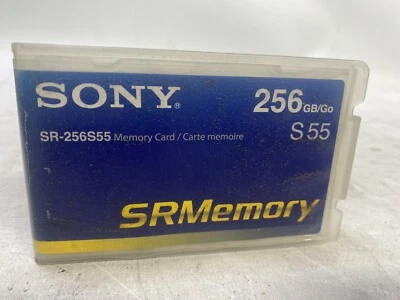 SONY®
256 GB/Go
SR-256S55 Memory Card / Carte memoire
S55
SRMemory